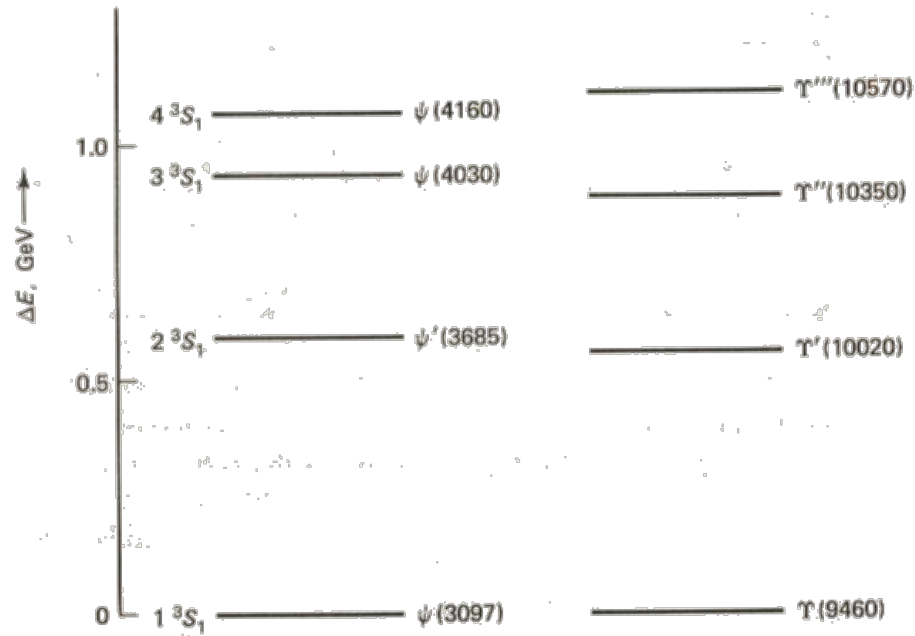 ϒ‴(10570)
4 ³S₁ ψ(4160)
1.0
3 ³S₁ ψ(4030) ϒ″(10350)
ΔE, GeV →
2 ³S₁ ψ′(3685) ϒ′(10020)
0.5
0 1 ³S₁ ψ(3097) ϒ(9460)